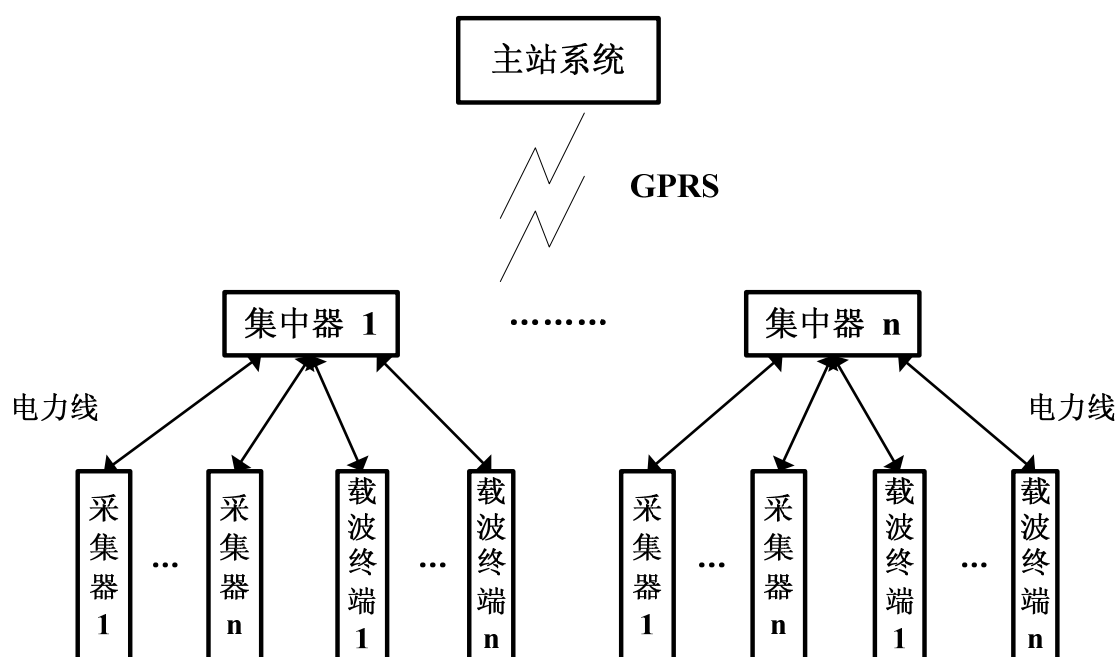 主站系统
GPRS
集中器 1
………
集中器 n
电力线
电力线
采集器1
...
采集器n
载波终端1
...
载波终端n
采集器1
...
采集器n
载波终端1
...
载波终端n